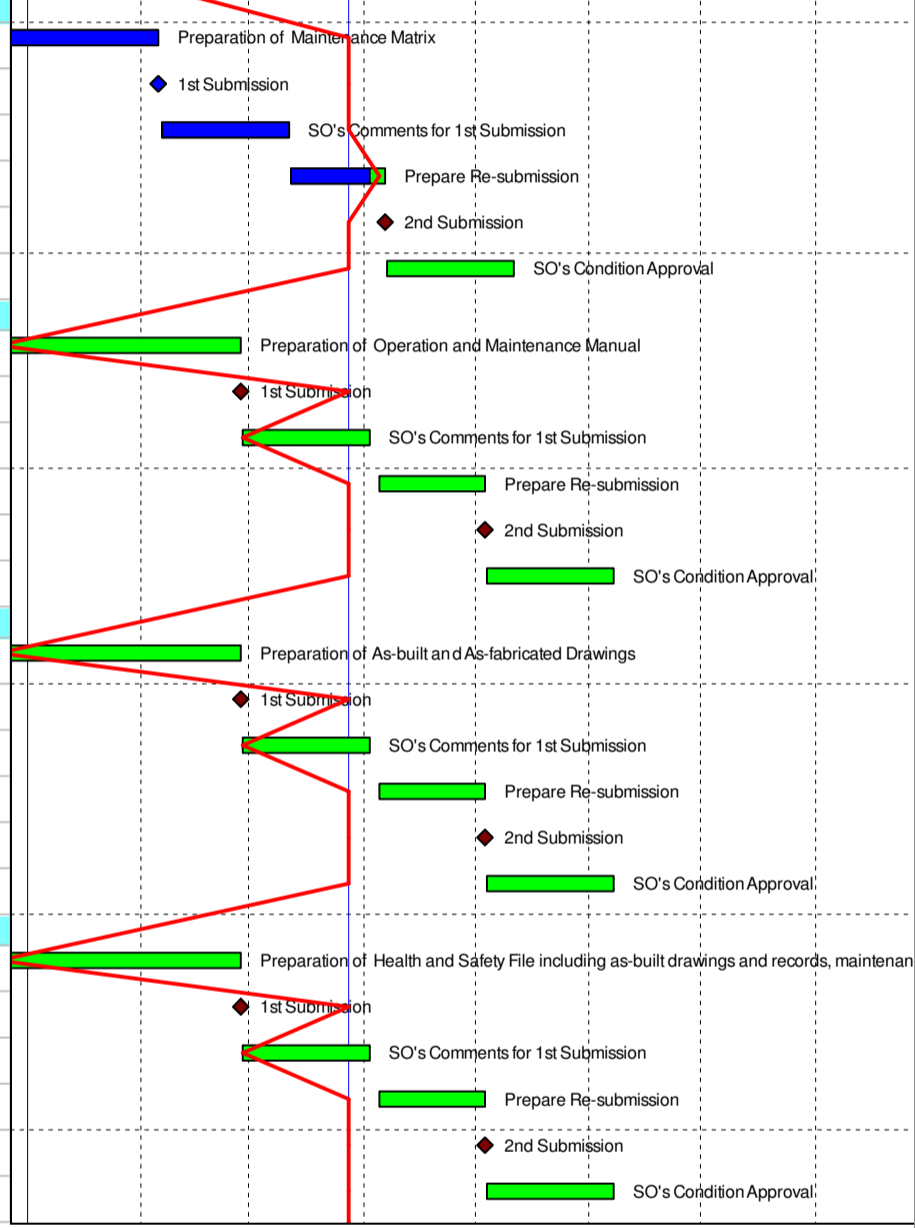 Preparation of Maintenance Matrix
1st Submission
SO's Comments for 1st Submission
Prepare Re-submission
2nd Submission
SO's Condition Approval
Preparation of Operation and Maintenance Manual
1st Submission
SO's Comments for 1st Submission
Prepare Re-submission
2nd Submission
SO's Condition Approval
Preparation of As-built and As-fabricated Drawings
1st Submission
SO's Comments for 1st Submission
Prepare Re-submission
2nd Submission
SO's Condition Approval
Preparation of Health and Safety File including as-built drawings and records, maintenan
1st Submission
SO's Comments for 1st Submission
Prepare Re-submission
2nd Submission
SO's Condition Approval